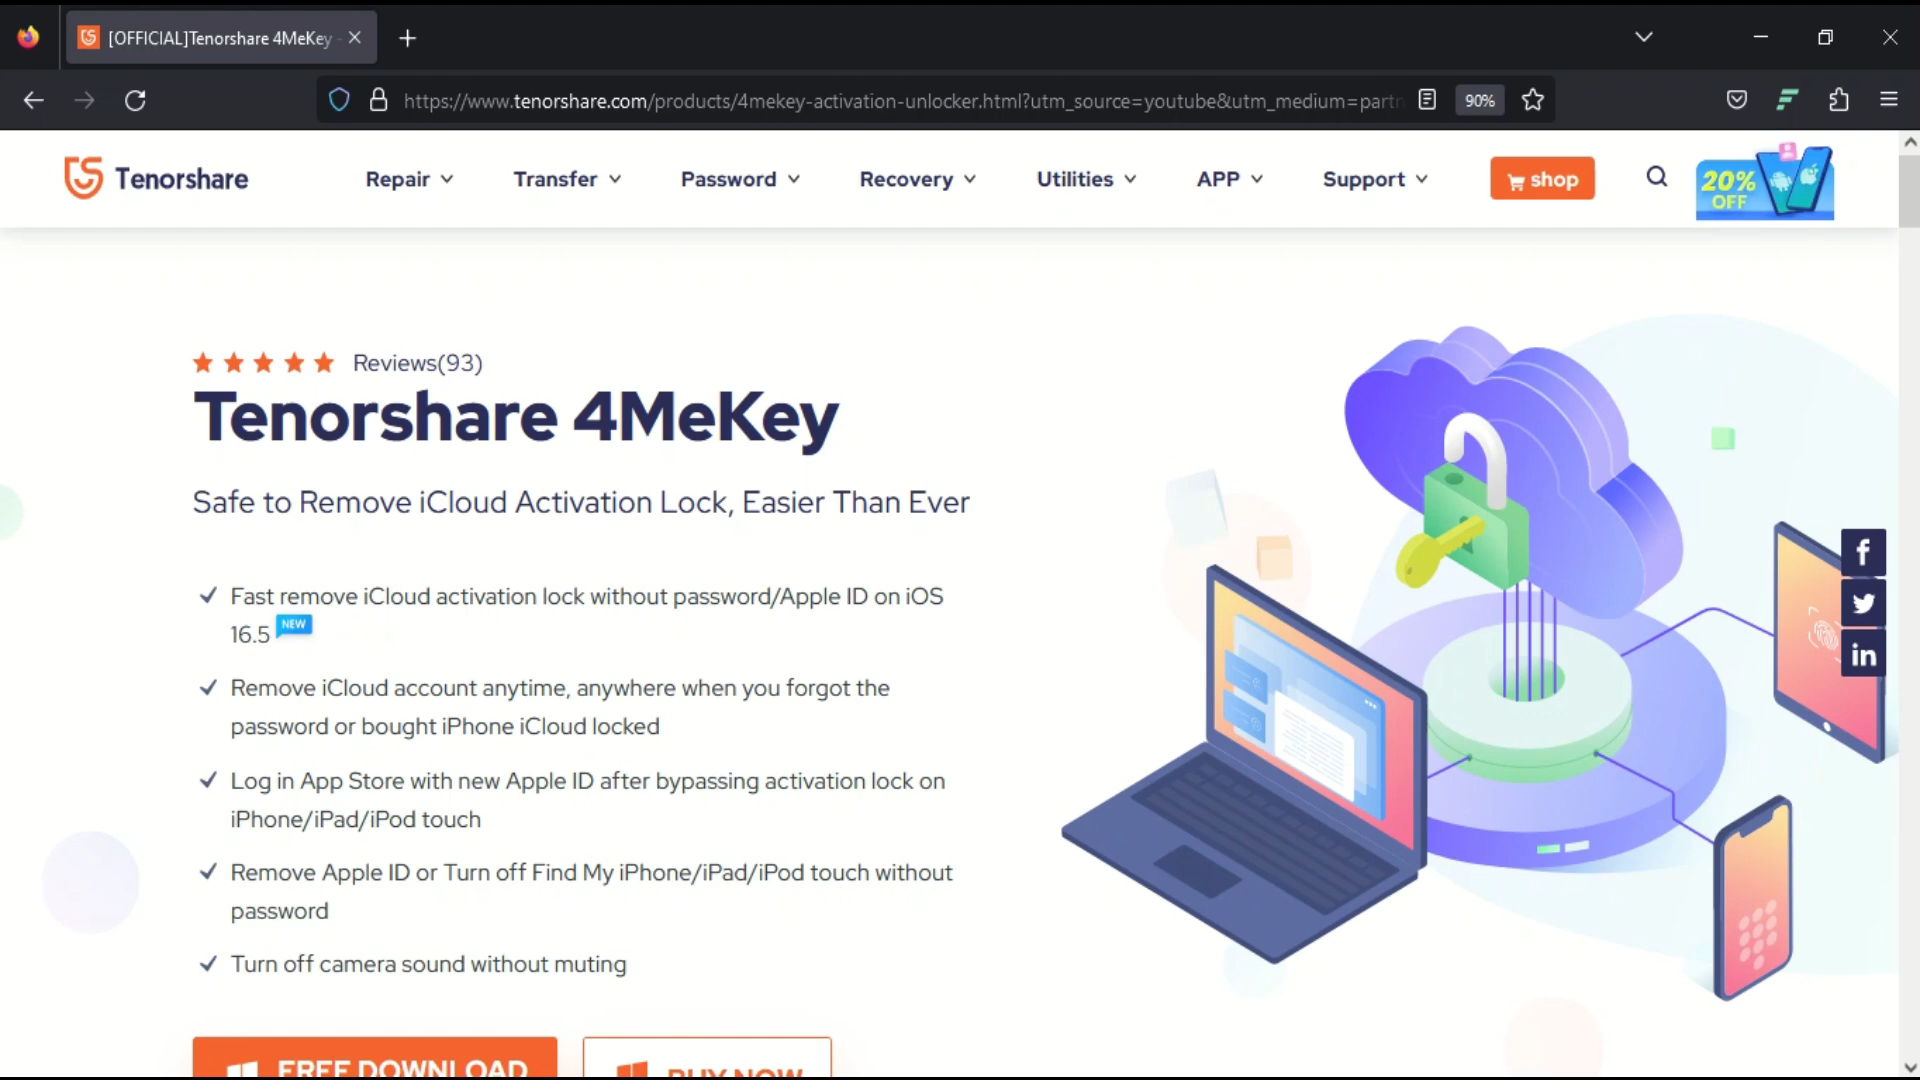 [OFFICIAL]Tenorshare 4MeKey -
https://www.tenorshare.com/products/4mekey-activation-unlocker.html?utm_source=youtube&utm_medium=partn
90%
Tenorshare
Repair
Transfer
Password
Recovery
Utilities
APP
Support
shop
20%
OFF
Reviews(93)
Tenorshare 4MeKey
Safe to Remove iCloud Activation Lock, Easier Than Ever
Fast remove iCloud activation lock without password/Apple ID on iOS
16.5 NEW
Remove iCloud account anytime, anywhere when you forgot the
password or bought iPhone iCloud locked
Log in App Store with new Apple ID after bypassing activation lock on
iPhone/iPad/iPod touch
Remove Apple ID or Turn off Find My iPhone/iPad/iPod touch without
password
Turn off camera sound without muting
FREE DOWNLOAD
BUY NOW